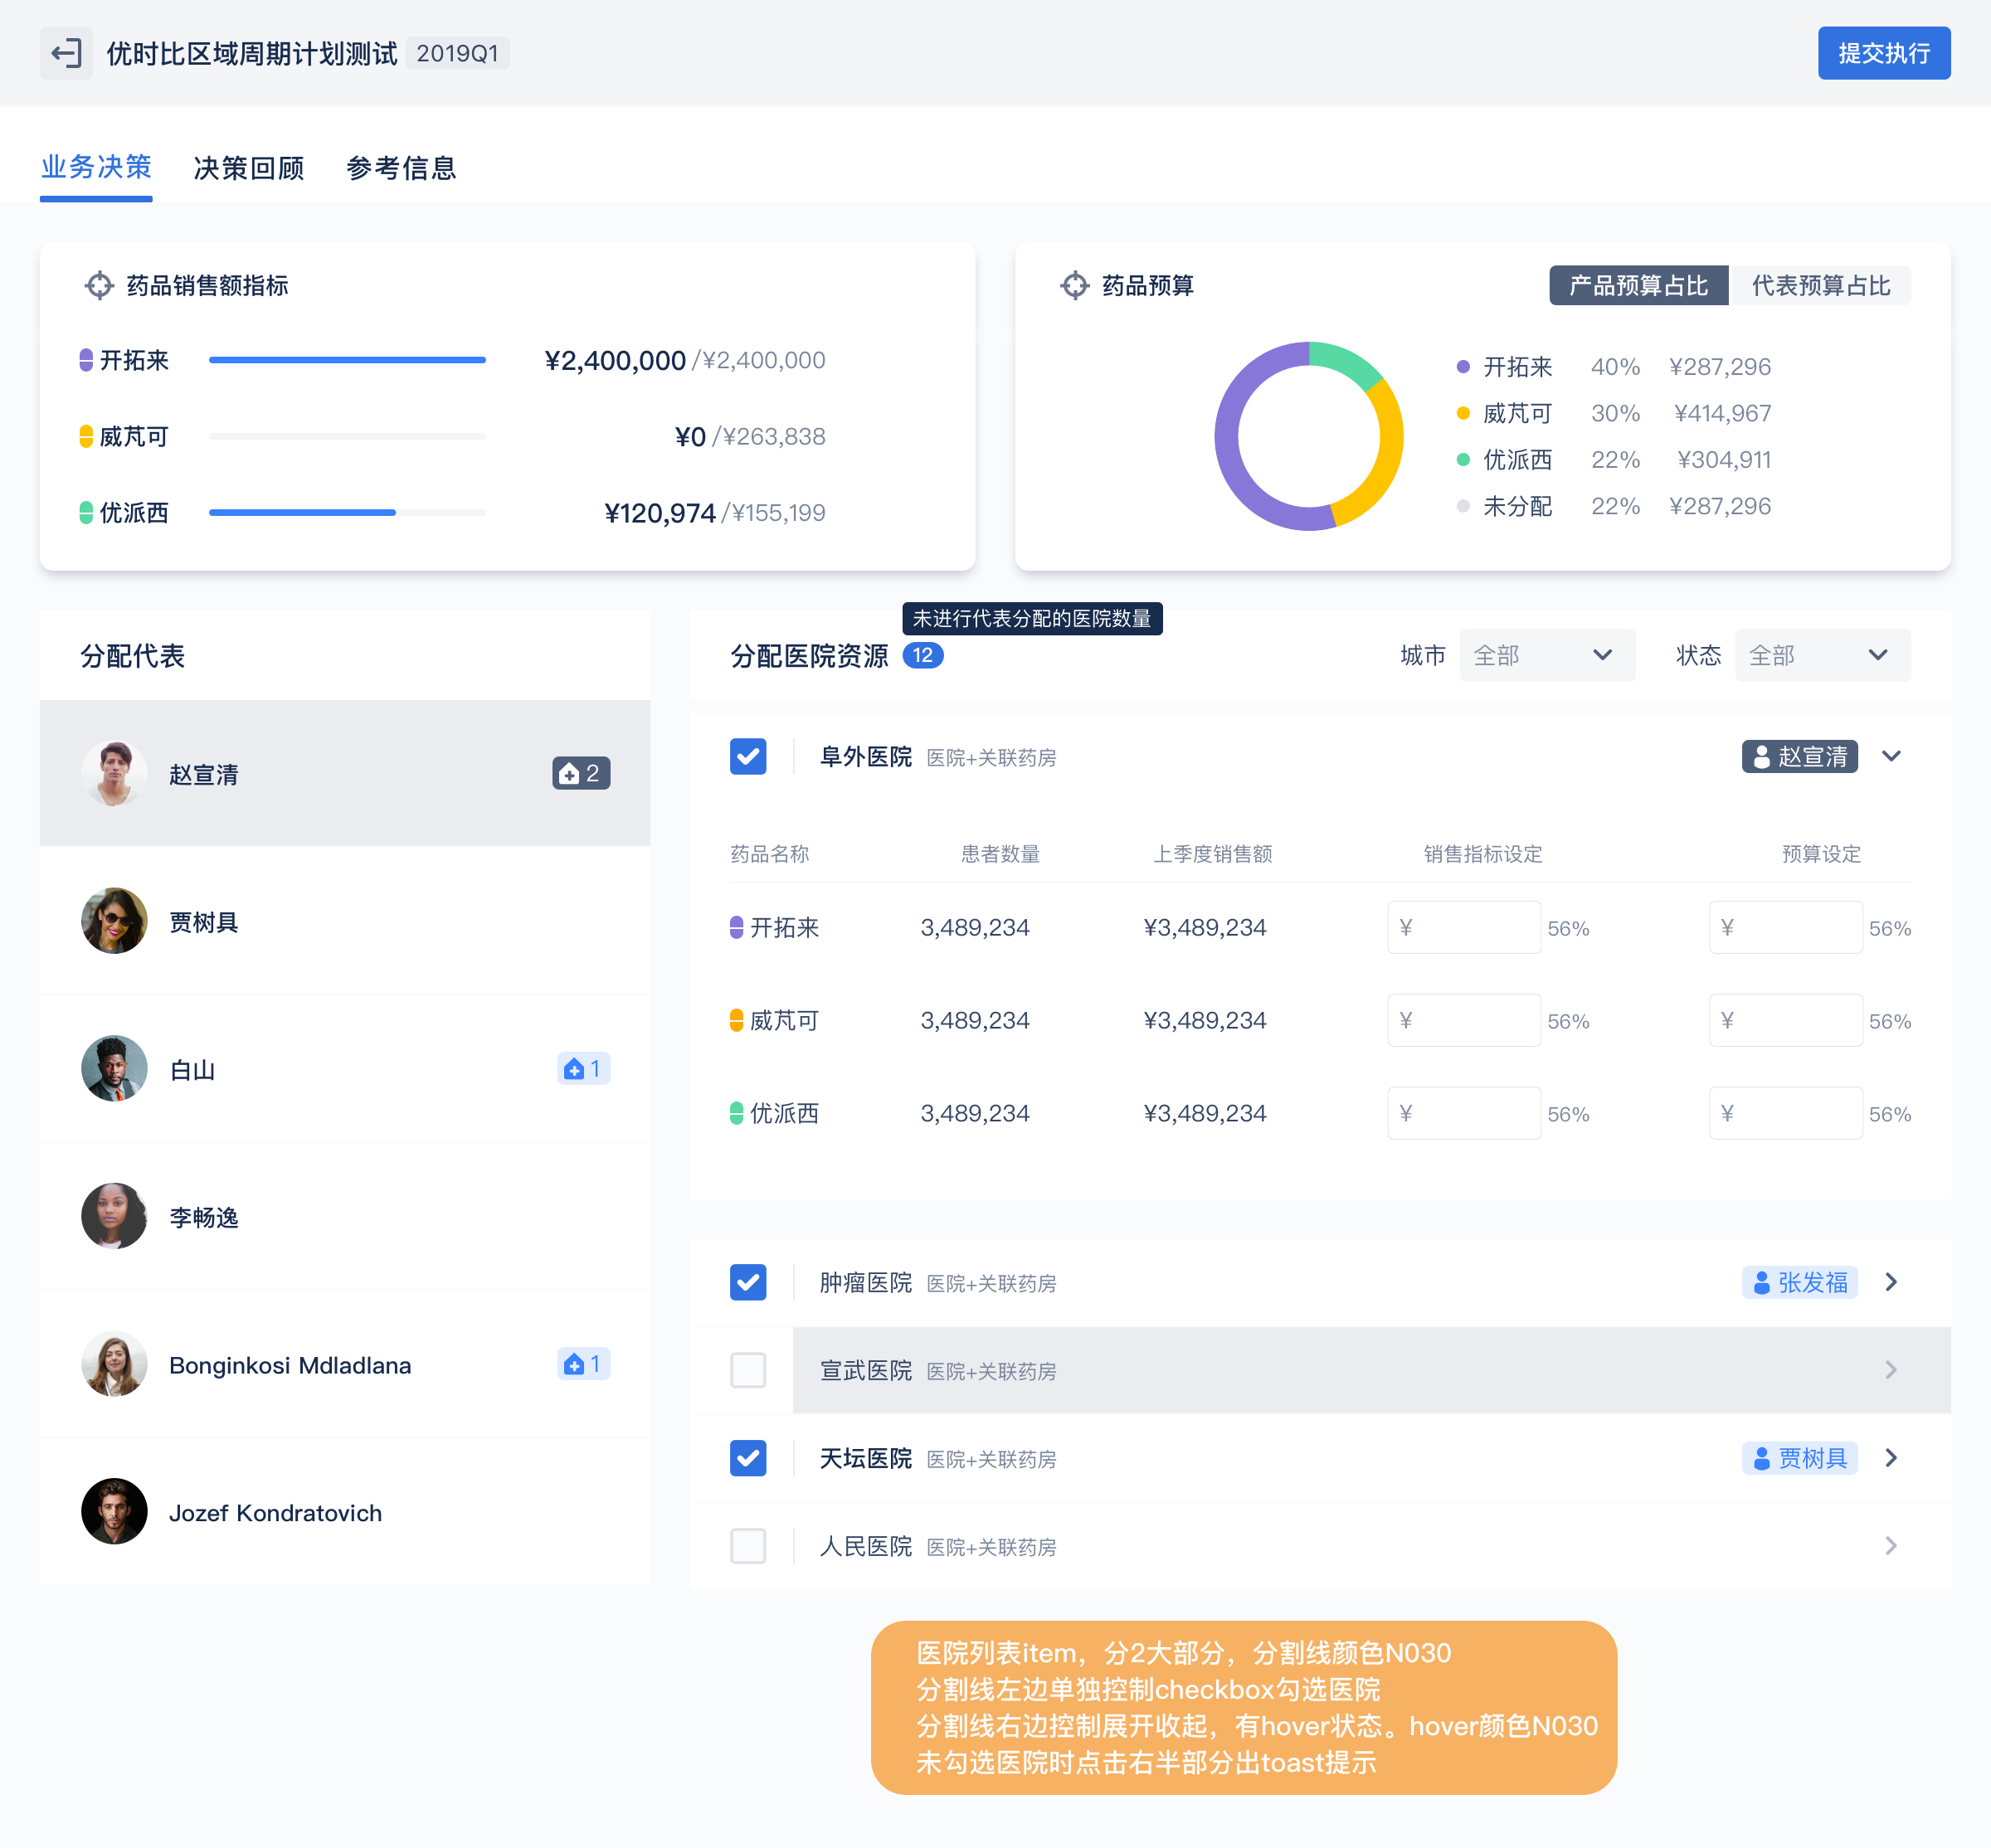 优时比区域周期计划测试 2019Q1
提交执行
业务决策 决策回顾 参考信息
药品销售额指标
开拓来 ¥2,400,000 /¥2,400,000
威芃可 ¥0 /¥263,838
优派西 ¥120,974 /¥155,199
药品预算
产品预算占比 代表预算占比
开拓来 40% ¥287,296
威芃可 30% ¥414,967
优派西 22% ¥304,911
未分配 22% ¥287,296
分配代表
赵宣清 2
贾树具
白山 1
李畅逸
Bonginkosi Mdladlana 1
Jozef Kondratovich
未进行代表分配的医院数量
分配医院资源 12
城市 全部 状态 全部
阜外医院 医院+关联药房 赵宣清
药品名称 患者数量 上季度销售额 销售指标设定 预算设定
开拓来 3,489,234 ¥3,489,234 ¥ 56% ¥ 56%
威芃可 3,489,234 ¥3,489,234 ¥ 56% ¥ 56%
优派西 3,489,234 ¥3,489,234 ¥ 56% ¥ 56%
肿瘤医院 医院+关联药房 张发福
宣武医院 医院+关联药房
天坛医院 医院+关联药房 贾树具
人民医院 医院+关联药房
医院列表item，分2大部分，分割线颜色N030
分割线左边单独控制checkbox勾选医院
分割线右边控制展开收起，有hover状态。hover颜色N030
未勾选医院时点击右半部分出toast提示